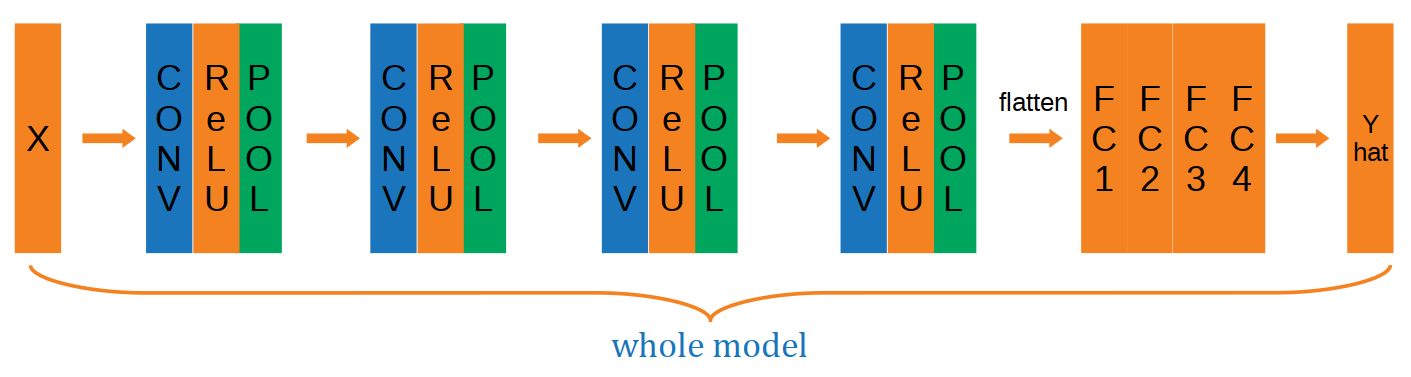 X
CONV
ReLU
POOL
CONV
ReLU
POOL
CONV
ReLU
POOL
CONV
ReLU
POOL
flatten
FC1
FC2
FC3
FC4
Y
hat
whole model